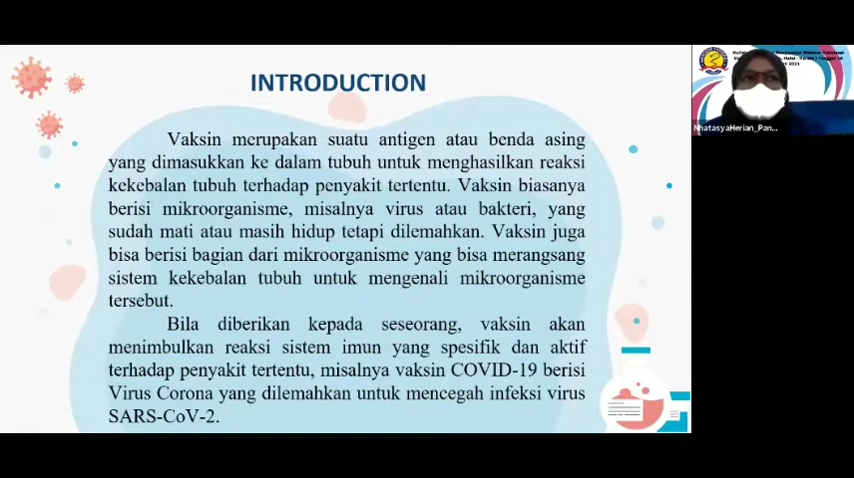 INTRODUCTION
Vaksin merupakan suatu antigen atau benda asing
yang dimasukkan ke dalam tubuh untuk menghasilkan reaksi
kekebalan tubuh terhadap penyakit tertentu. Vaksin biasanya
berisi mikroorganisme, misalnya virus atau bakteri, yang
sudah mati atau masih hidup tetapi dilemahkan. Vaksin juga
bisa berisi bagian dari mikroorganisme yang bisa merangsang
sistem kekebalan tubuh untuk mengenali mikroorganisme
tersebut.
Bila diberikan kepada seseorang, vaksin akan
menimbulkan reaksi sistem imun yang spesifik dan aktif
terhadap penyakit tertentu, misalnya vaksin COVID-19 berisi
Virus Corona yang dilemahkan untuk mencegah infeksi virus
SARS-CoV-2.
NhatasyaHerian_Pan...